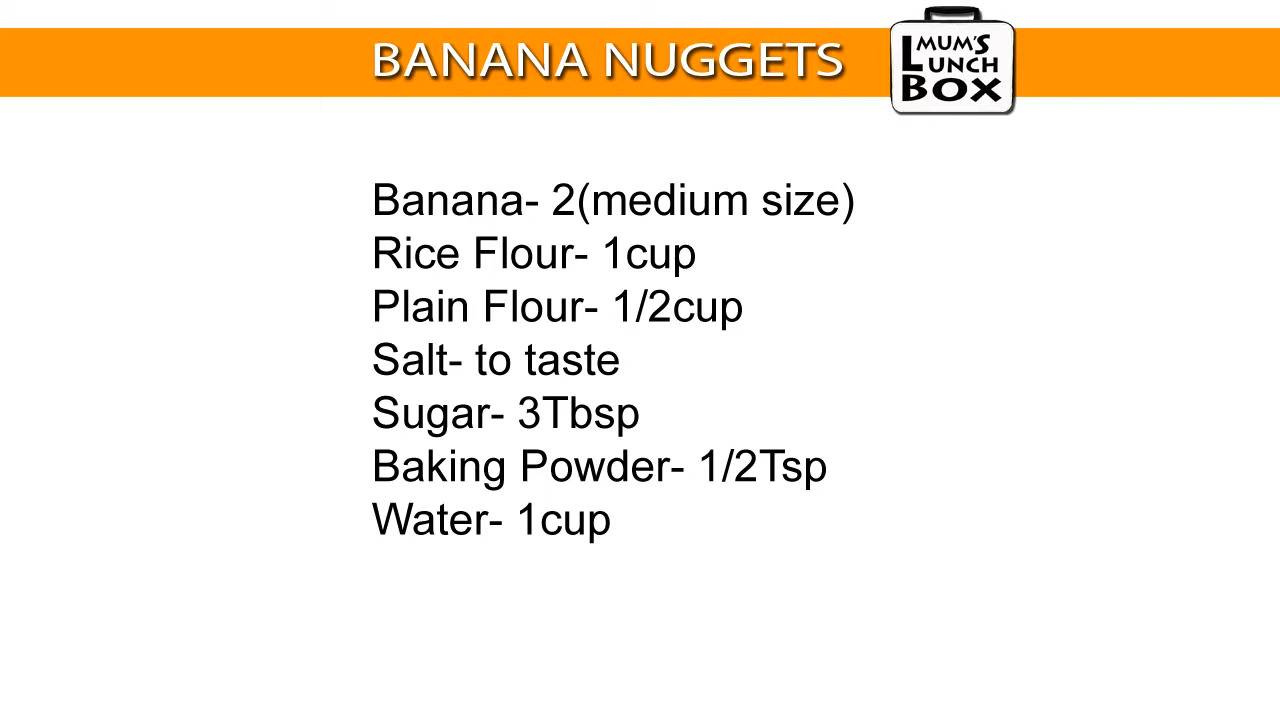 BANANA NUGGETS
MUM'S
LUNCH
BOX
Banana- 2(medium size)
Rice Flour- 1cup
Plain Flour- 1/2cup
Salt- to taste
Sugar- 3Tbsp
Baking Powder- 1/2Tsp
Water- 1cup